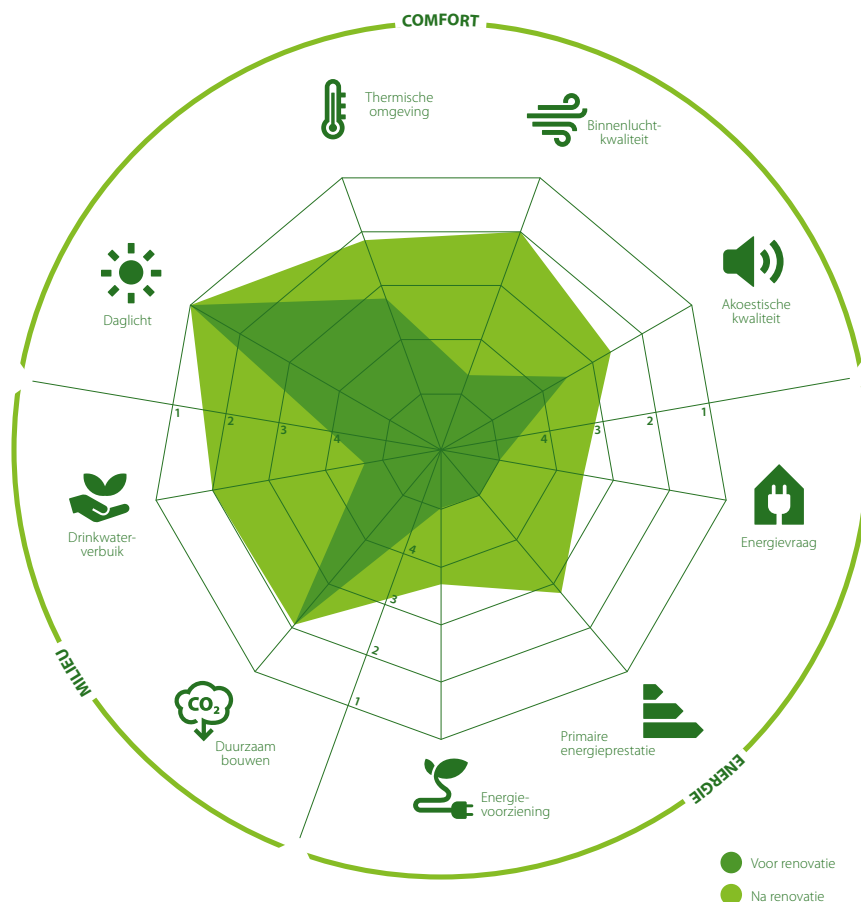 COMFORT
Thermische
omgeving
Binnenlucht-
kwaliteit
Daglicht
Akoestische
kwaliteit
1
2
3
4
4
3
2
1
Drinkwater-
verbuik
Energievraag
4
3
2
1
MILIEU
CO2
Duurzaam
bouwen
Energie-
voorziening
Primaire
energieprestatie
ENERGIE
Voor renovatie
Na renovatie